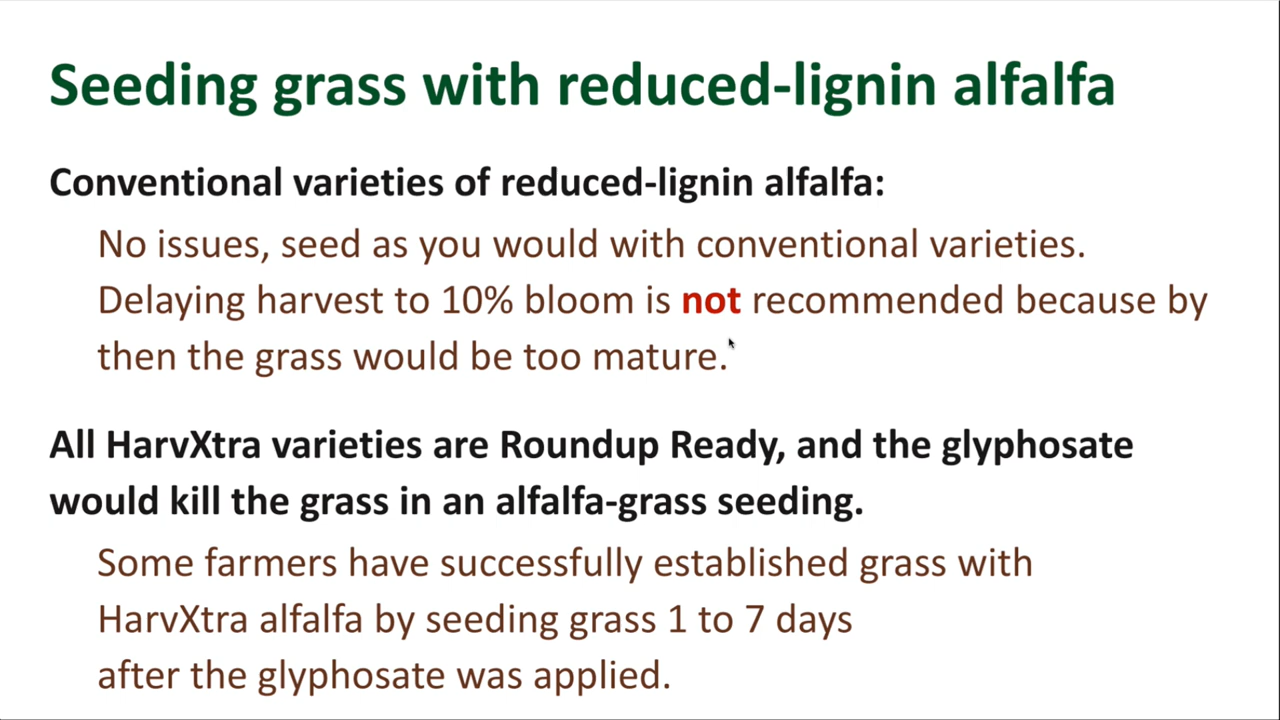 Seeding grass with reduced-lignin alfalfa
Conventional varieties of reduced-lignin alfalfa:
No issues, seed as you would with conventional varieties.
Delaying harvest to 10% bloom is not recommended because by
then the grass would be too mature.
All HarvXtra varieties are Roundup Ready, and the glyphosate
would kill the grass in an alfalfa-grass seeding.
Some farmers have successfully established grass with
HarvXtra alfalfa by seeding grass 1 to 7 days
after the glyphosate was applied.